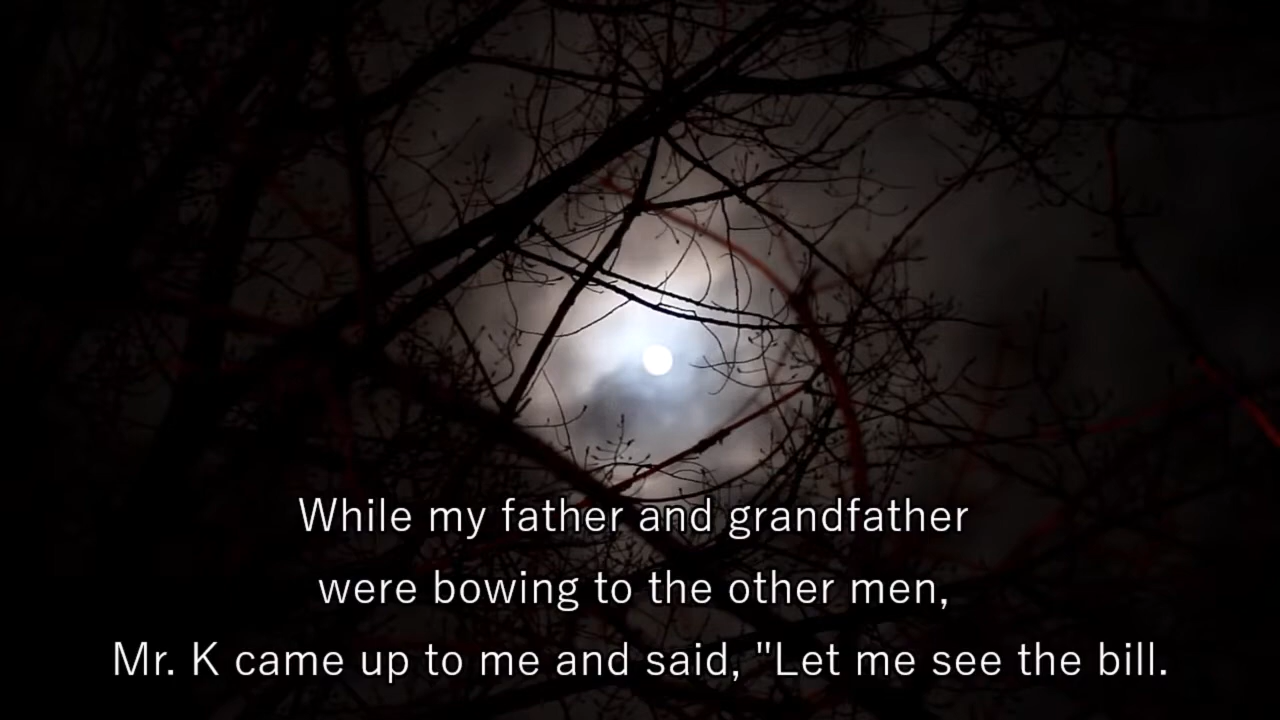 While my father and grandfather
were bowing to the other men,
Mr. K came up to me and said, "Let me see the bill.